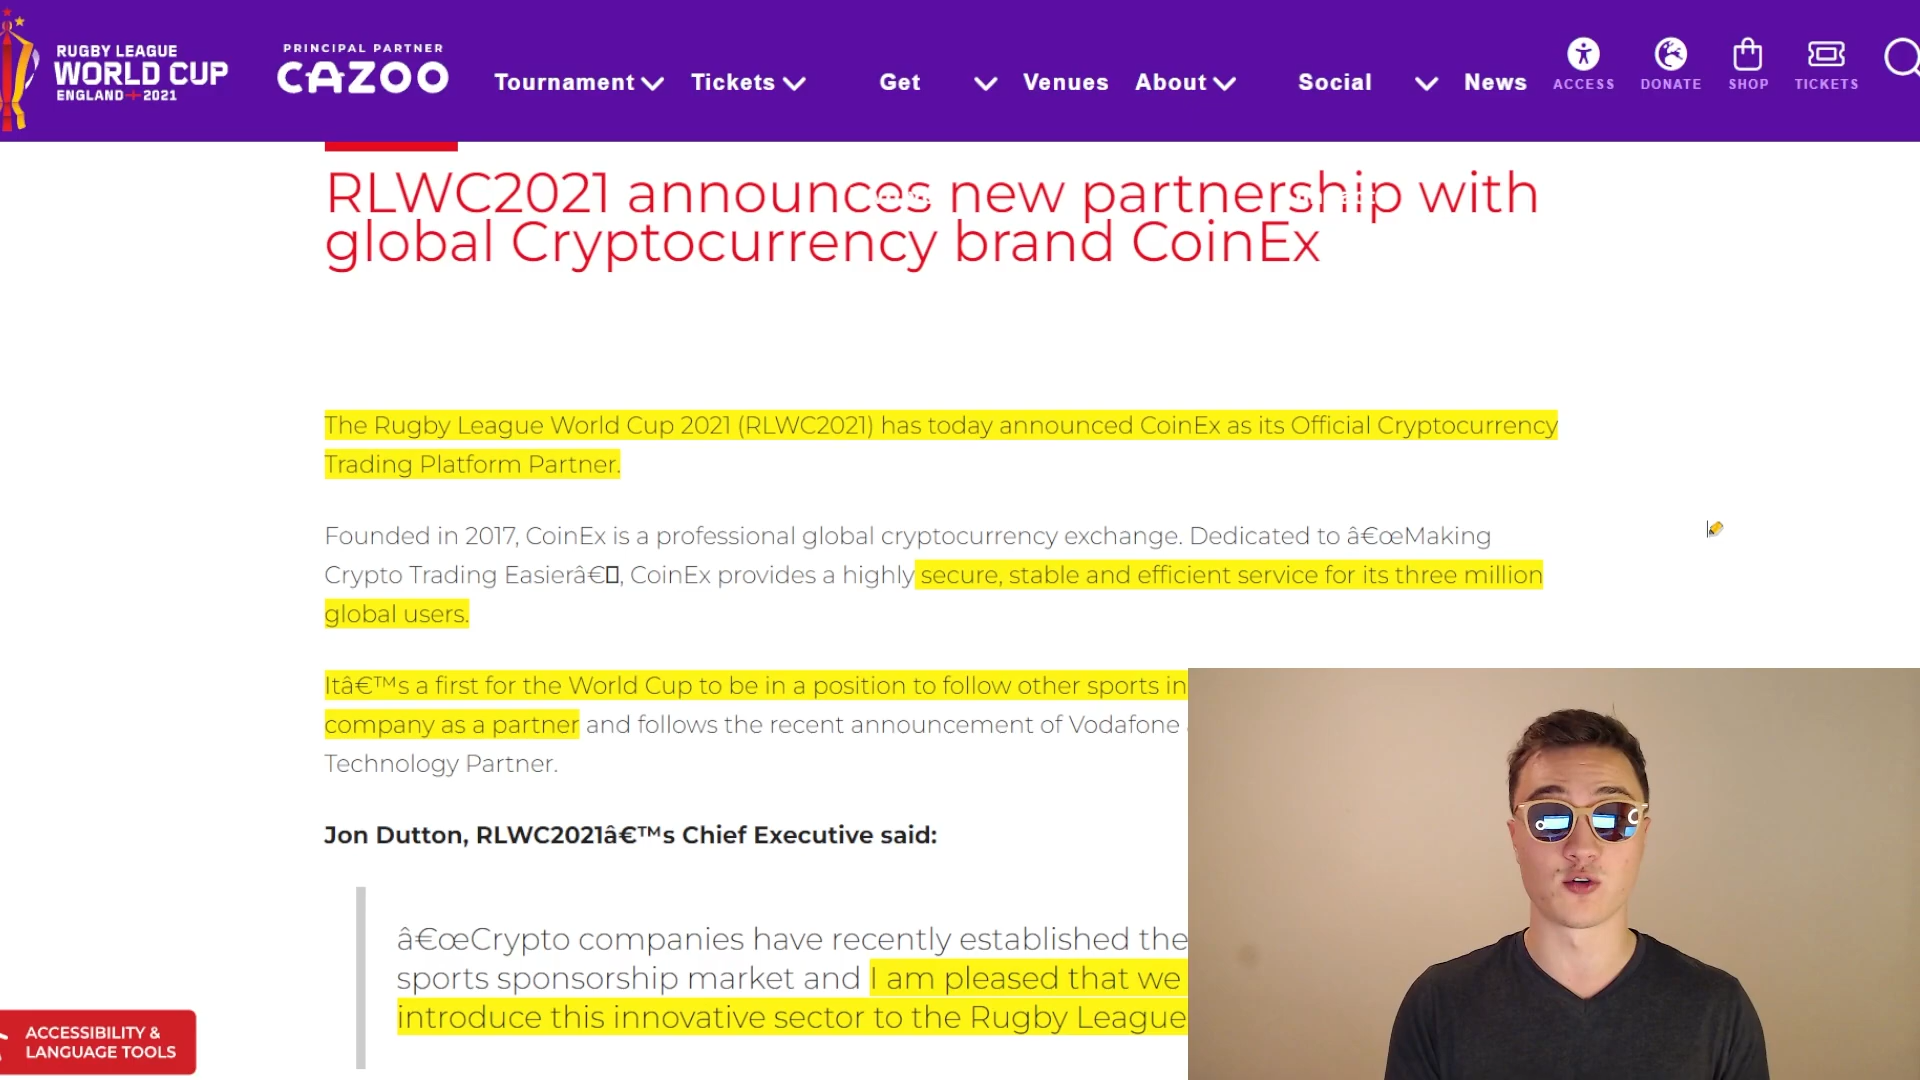 RUGBY LEAGUE
WORLD CUP
ENGLAND 2021
PRINCIPAL PARTNER
CAZOO
Tournament
Tickets
Get
Venues
About
Social
News
ACCESS
DONATE
SHOP
TICKETS
RLWC2021 announces new partnership with
global Cryptocurrency brand CoinEx
The Rugby League World Cup 2021 (RLWC2021) has today announced CoinEx as its Official Cryptocurrency
Trading Platform Partner.
Founded in 2017, CoinEx is a professional global cryptocurrency exchange. Dedicated to â€œMaking
Crypto Trading Easierâ€▯, CoinEx provides a highly secure, stable and efficient service for its three million
global users.
Itâ€™s a first for the World Cup to be in a position to follow other sports in
company as a partner and follows the recent announcement of Vodafone
Technology Partner.
Jon Dutton, RLWC2021â€™s Chief Executive said:
â€œCrypto companies have recently established the
sports sponsorship market and I am pleased that we
introduce this innovative sector to the Rugby League
ACCESSIBILITY &
LANGUAGE TOOLS